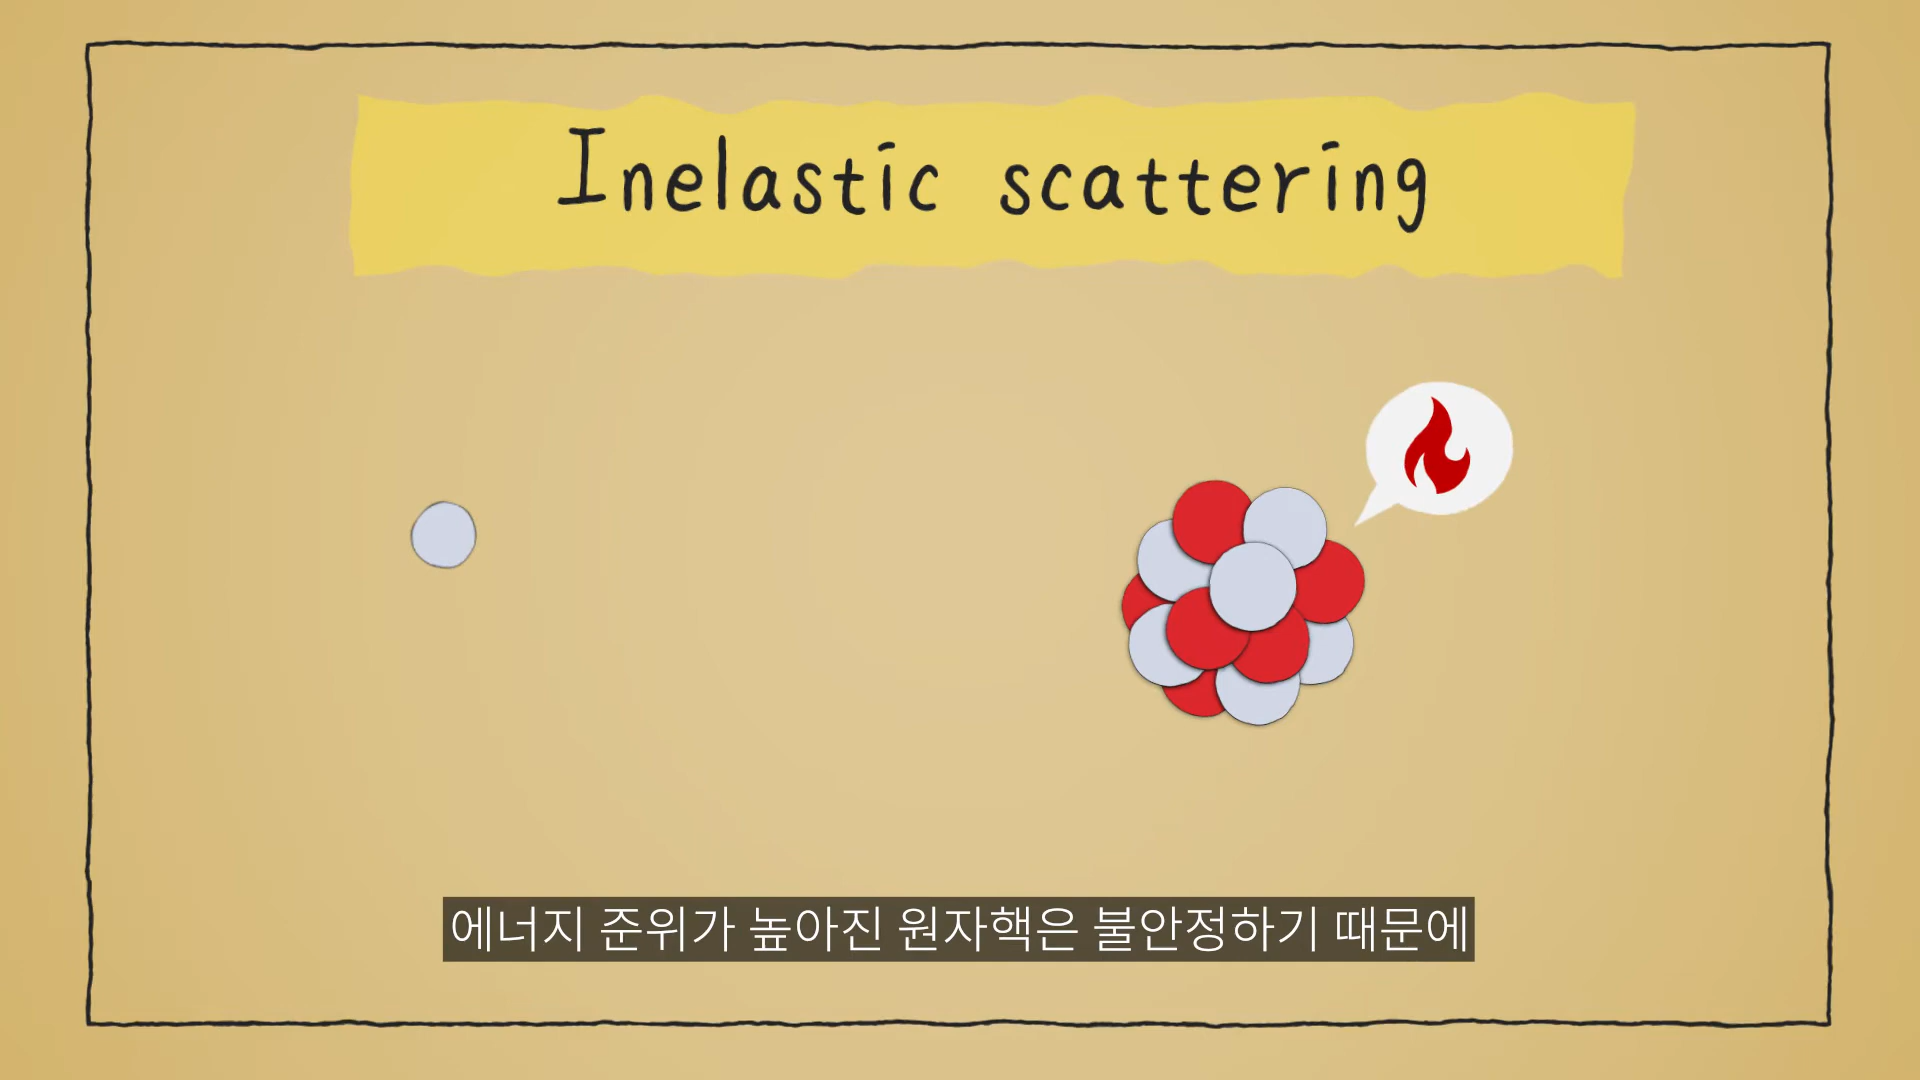 Inelastic scattering
에너지 준위가 높아진 원자핵은 불안정하기 때문에